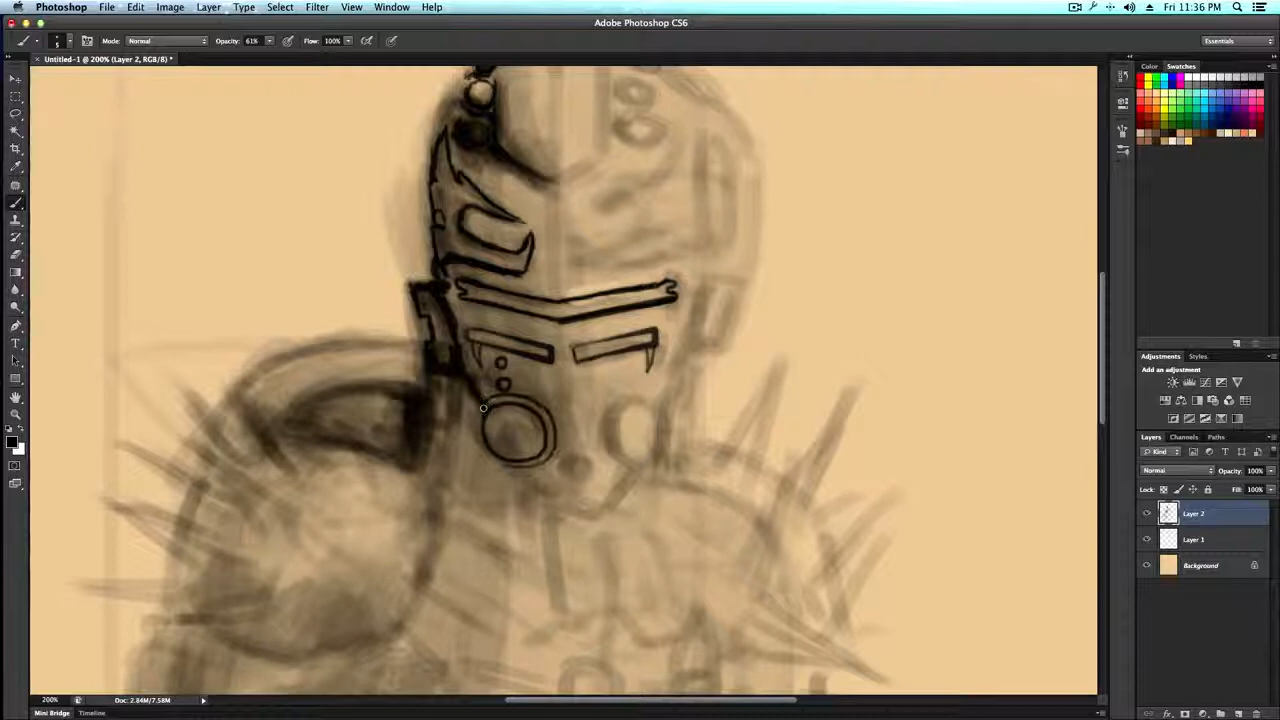 Photoshop File Edit Image Layer Type Select Filter View Window Help Fri 11:36 PM
Adobe Photoshop CS6
5 Mode: Normal Opacity: 61% Flow: 100% Essentials
Untitled-1 @ 200% (Layer 2, RGB/8) *
Color Swatches
Adjustments Styles
Add an adjustment
Layers Channels Paths
Kind
Normal Opacity: 100%
Lock: Fill: 100%
Layer 2
Layer 1
Background
200% Doc: 2.84M/7.58M
Mini Bridge Timeline